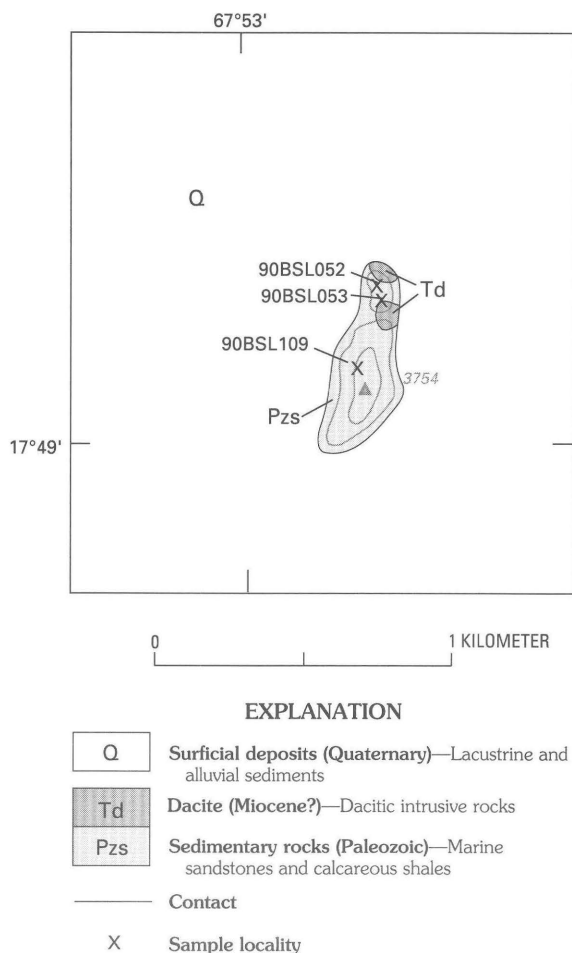 67°53'
Q
90BSL052
90BSL053
Td
90BSL109
3754
Pzs
17°49'
0 1 KILOMETER
EXPLANATION
Q Surficial deposits (Quaternary)—Lacustrine and
alluvial sediments
Td Dacite (Miocene?)—Dacitic intrusive rocks
Pzs Sedimentary rocks (Paleozoic)—Marine
sandstones and calcareous shales
Contact
X Sample locality